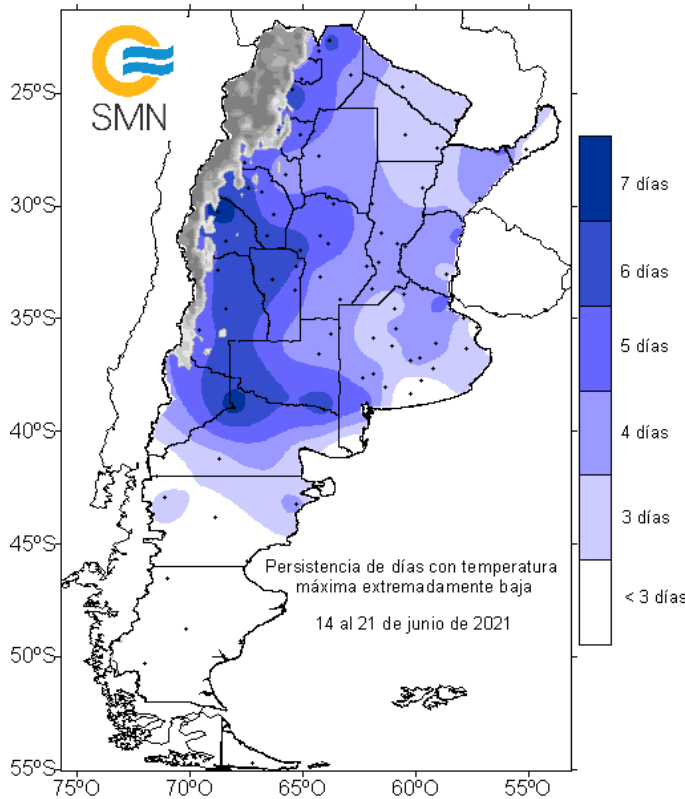 SMN
25ºS
30ºS
35ºS
40ºS
45ºS
50ºS
55ºS
75ºO
70ºO
65ºO
60ºO
55ºO
7 días
6 días
5 días
4 días
3 días
< 3 días
Persistencia de días con temperatura
máxima extremadamente baja
14 al 21 de junio de 2021